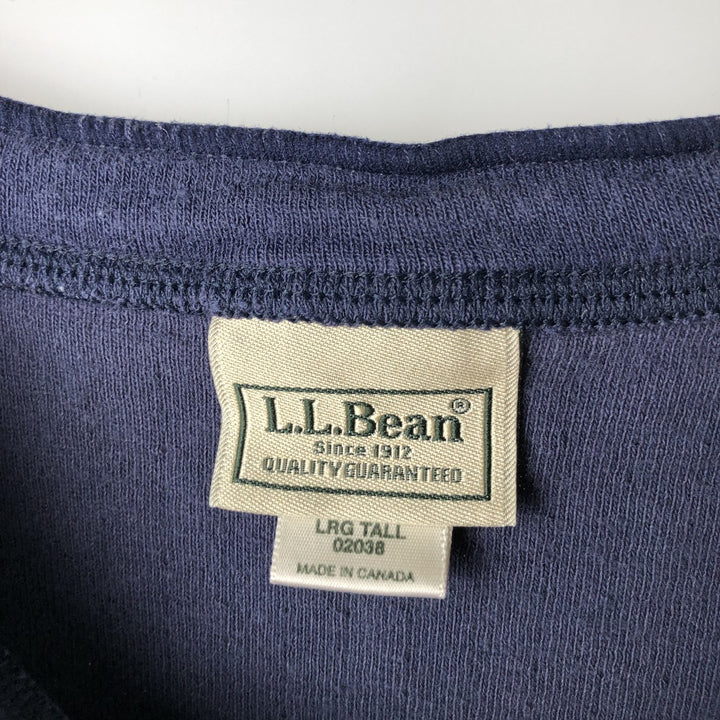 L.L.Bean®
Since 1912
QUALITY GUARANTEED
LRG TALL
02038
MADE IN CANADA